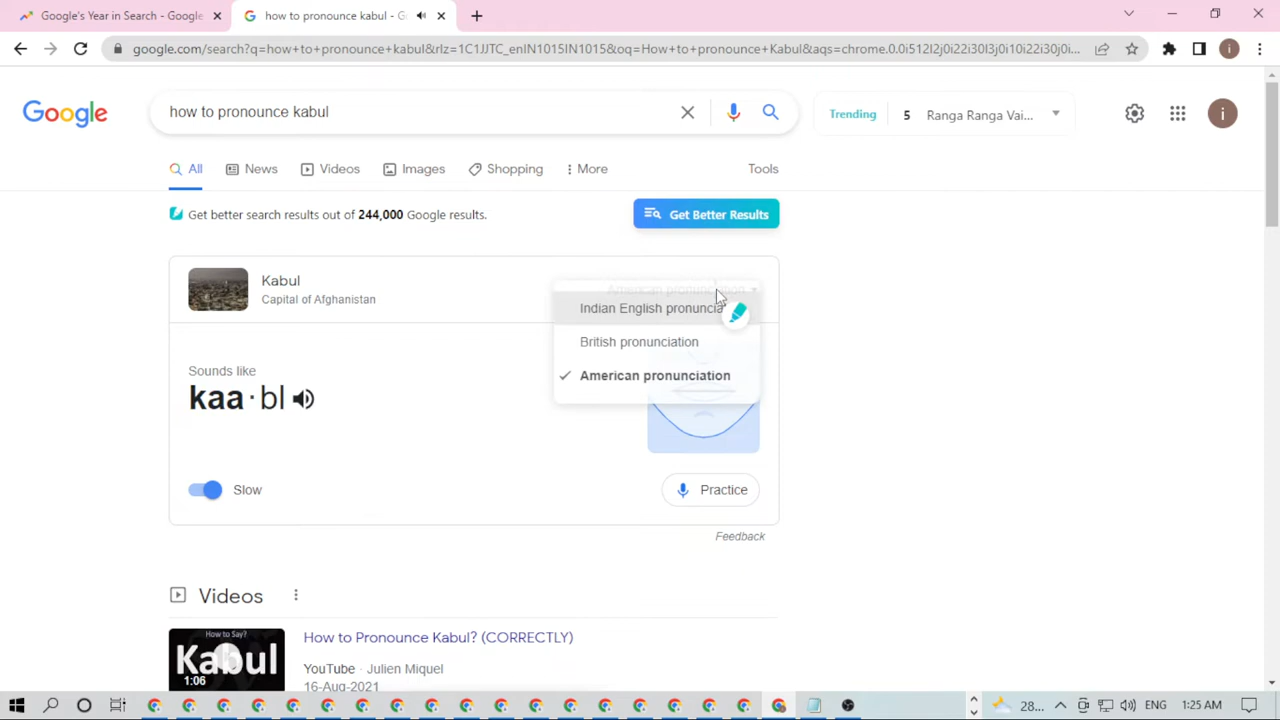 Google's Year in Search - Google
how to pronounce kabul - G
google.com/search?q=how+to+pronounce+kabul&rlz=1C1JJTC_enIN1015IN1015&oq=How+to+pronounce+Kabul&aqs=chrome.0.0i512l2j0i22i30l3j0i10i22i30j0i...
i
Google
how to pronounce kabul
Trending 5 Ranga Ranga Vai...
i
All News Videos Images Shopping More Tools
Get better search results out of 244,000 Google results.
Get Better Results
Kabul
Capital of Afghanistan
American pronunciation
Indian English pronuncia
British pronunciation
American pronunciation
Sounds like
kaa·bl
Slow
Practice
Feedback
Videos
How to Say?
Kabul
1:06
How to Pronounce Kabul? (CORRECTLY)
YouTube · Julien Miquel
16-Aug-2021
28...
ENG
1:25 AM